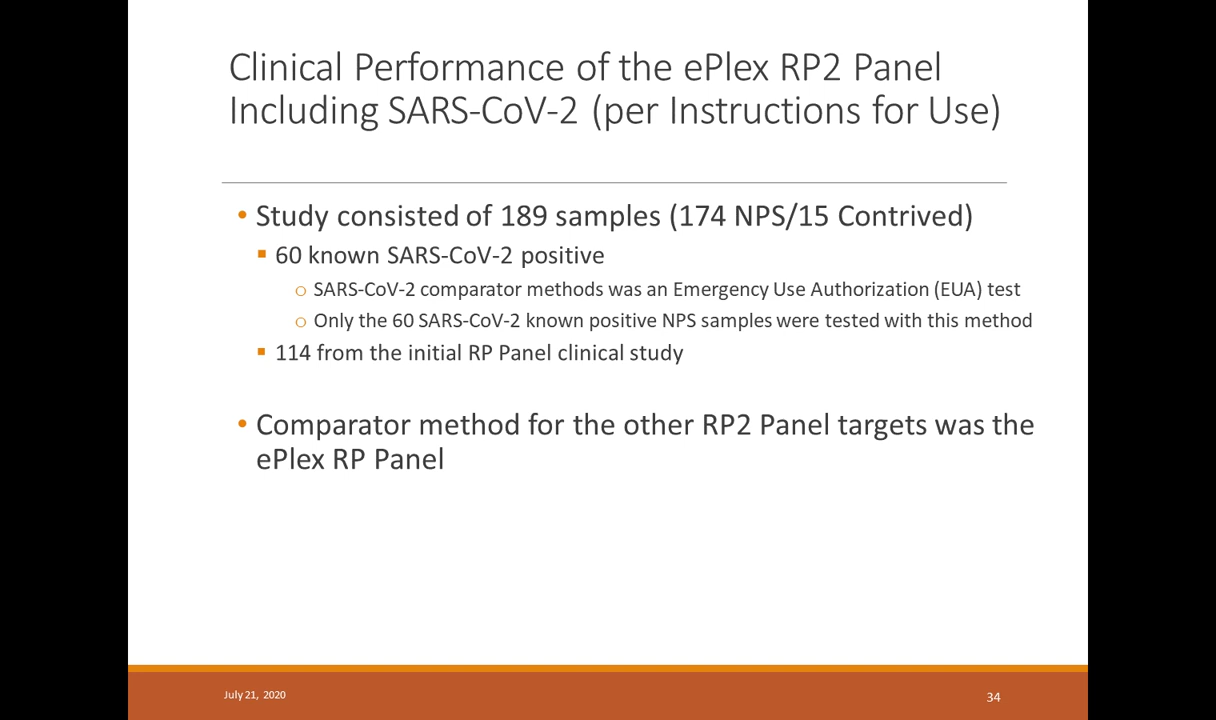 Clinical Performance of the ePlex RP2 Panel
Including SARS-CoV-2 (per Instructions for Use)
• Study consisted of 189 samples (174 NPS/15 Contrived)
▪ 60 known SARS-CoV-2 positive
o SARS-CoV-2 comparator methods was an Emergency Use Authorization (EUA) test
o Only the 60 SARS-CoV-2 known positive NPS samples were tested with this method
▪ 114 from the initial RP Panel clinical study
• Comparator method for the other RP2 Panel targets was the
ePlex RP Panel
July 21, 2020
34